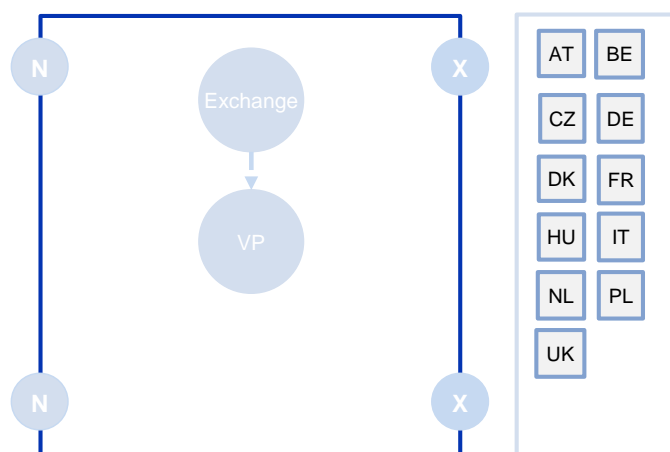 N
X
Exchange
VP
N
X
AT BE
CZ DE
DK FR
HU IT
NL PL
UK